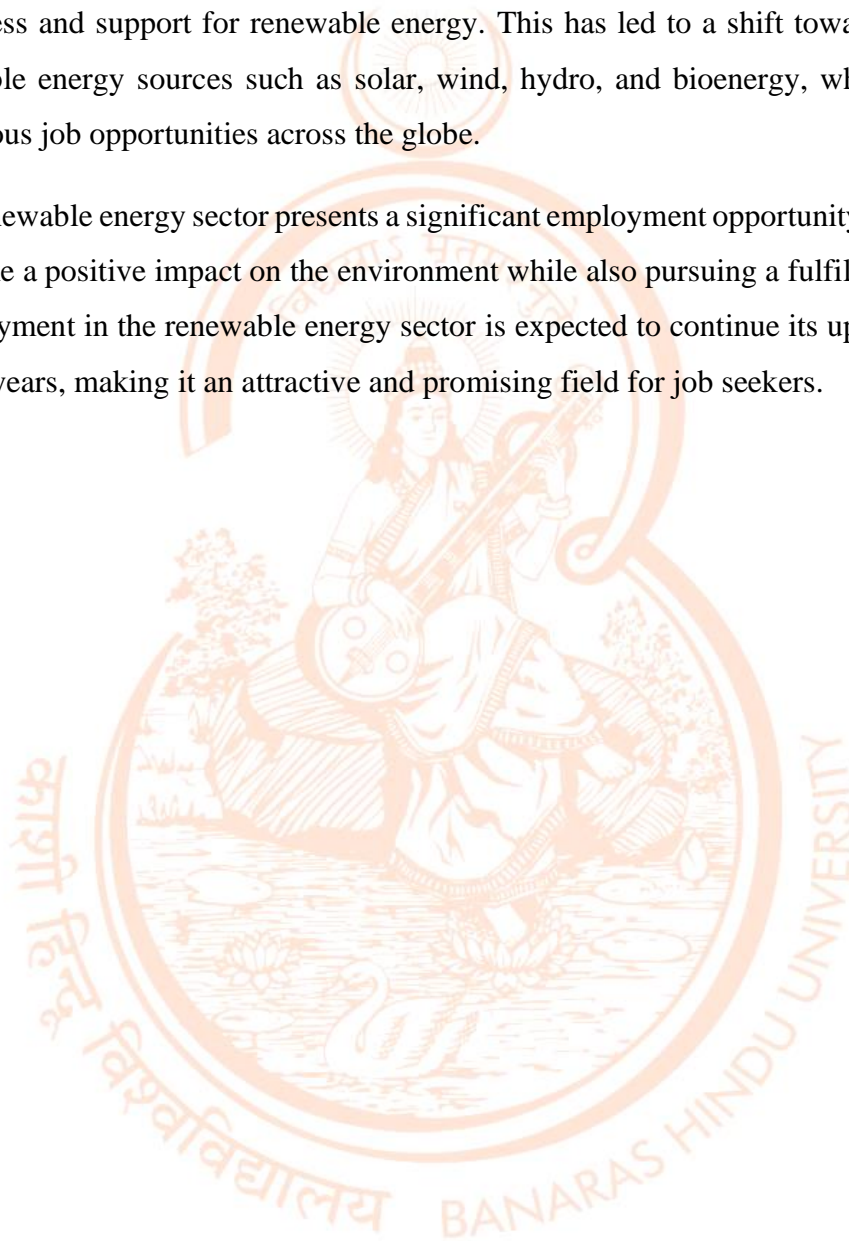 ess and support for renewable energy. This has led to a shift towa
ble energy sources such as solar, wind, hydro, and bioenergy, wh
ous job opportunities across the globe.
newable energy sector presents a significant employment opportunity
e a positive impact on the environment while also pursuing a fulfil
yment in the renewable energy sector is expected to continue its up
years, making it an attractive and promising field for job seekers.
काशी हिन्दू विश्वविद्यालय
BANARAS HINDU UNIVERSITY